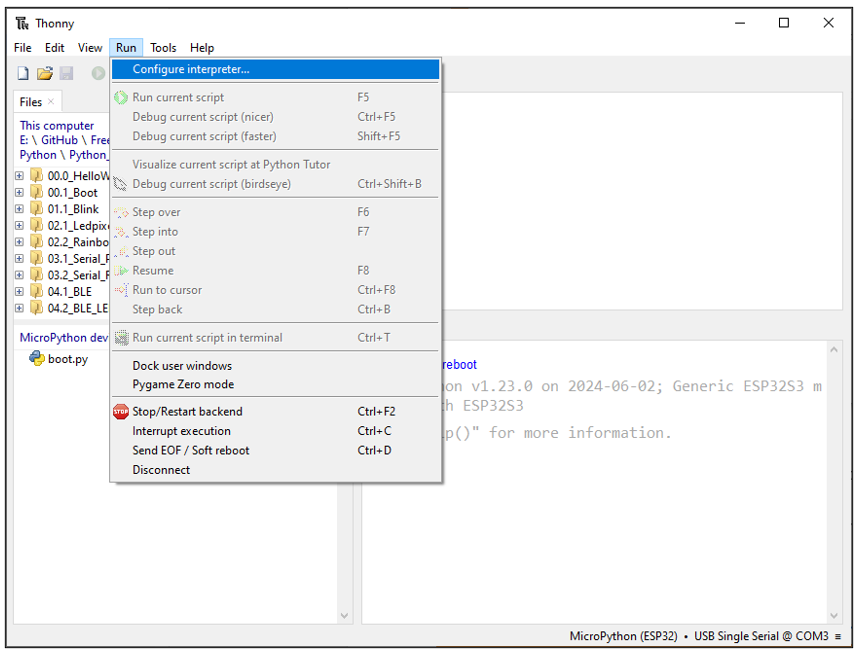 Thonny
File Edit View Run Tools Help
Configure interpreter...
Run current script F5
Debug current script (nicer) Ctrl+F5
Debug current script (faster) Shift+F5
Visualize current script at Python Tutor
Debug current script (birdseye) Ctrl+Shift+B
Step over F6
Step into F7
Step out
Resume F8
Run to cursor Ctrl+F8
Step back Ctrl+B
Run current script in terminal Ctrl+T
Dock user windows
Pygame Zero mode
STOP Stop/Restart backend Ctrl+F2
Interrupt execution Ctrl+C
Send EOF / Soft reboot Ctrl+D
Disconnect
Files
This computer
E: \ GitHub \ Free
Python \ Python_
00.0_HelloW
00.1_Boot
01.1_Blink
02.1_Ledpixe
02.2_Rainbo
03.1_Serial_P
03.2_Serial_R
04.1_BLE
04.2_BLE_LE
MicroPython dev
boot.py
reboot
on v1.23.0 on 2024-06-02; Generic ESP32S3 m
h ESP32S3
lp()" for more information.
MicroPython (ESP32) • USB Single Serial @ COM3 ≡